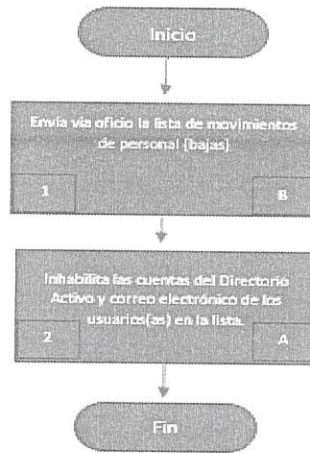 Inicio
Envía vía oficio la lista de movimientos
de personal (bajas)
1
B
Inhabilita las cuentas del Directorio
Activo y correo electrónico de los
usuarios(as) en la lista.
2
A
Fin